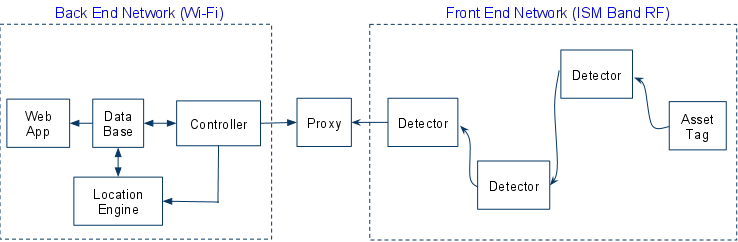 Back End Network (Wi-Fi)
Front End Network (ISM Band RF)
Web
App
Data
Base
Controller
Location
Engine
Proxy
Detector
Detector
Detector
Asset
Tag